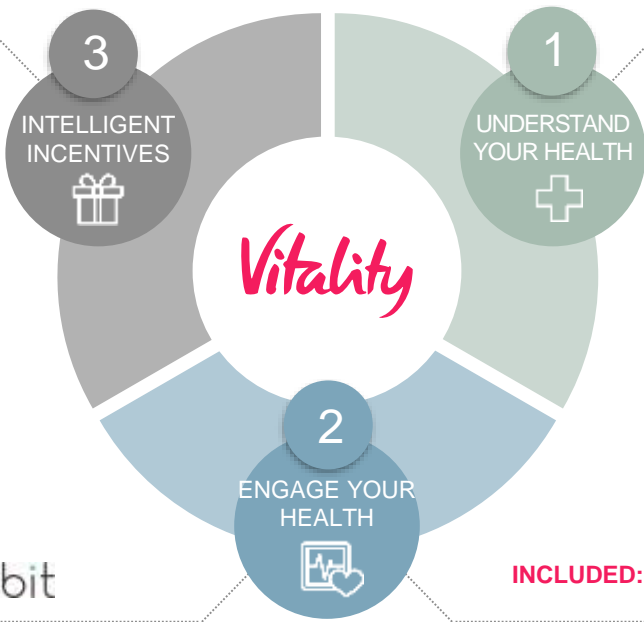 3
INTELLIGENT
INCENTIVES
1
UNDERSTAND
YOUR HEALTH
Vitality
2
ENGAGE YOUR
HEALTH
bit
INCLUDED: